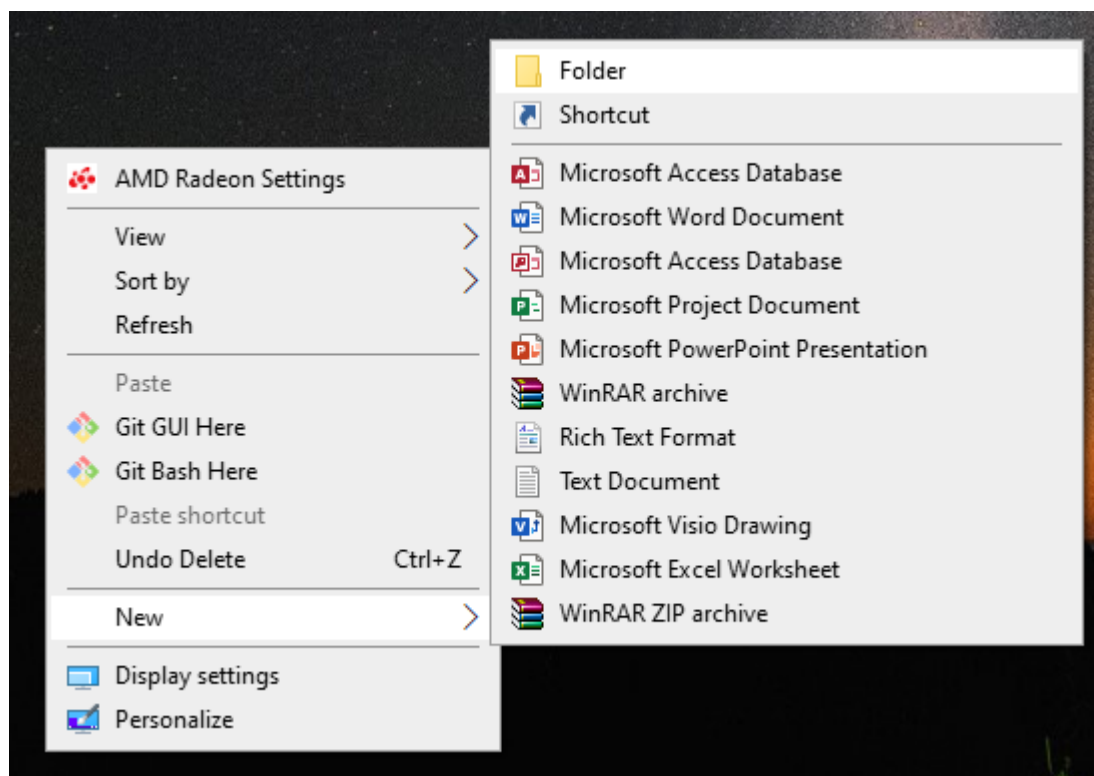 AMD Radeon Settings
View
Sort by
Refresh
Paste
Git GUI Here
Git Bash Here
Paste shortcut
Undo Delete Ctrl+Z
New
Display settings
Personalize
Folder
Shortcut
Microsoft Access Database
Microsoft Word Document
Microsoft Access Database
Microsoft Project Document
Microsoft PowerPoint Presentation
WinRAR archive
Rich Text Format
Text Document
Microsoft Visio Drawing
Microsoft Excel Worksheet
WinRAR ZIP archive